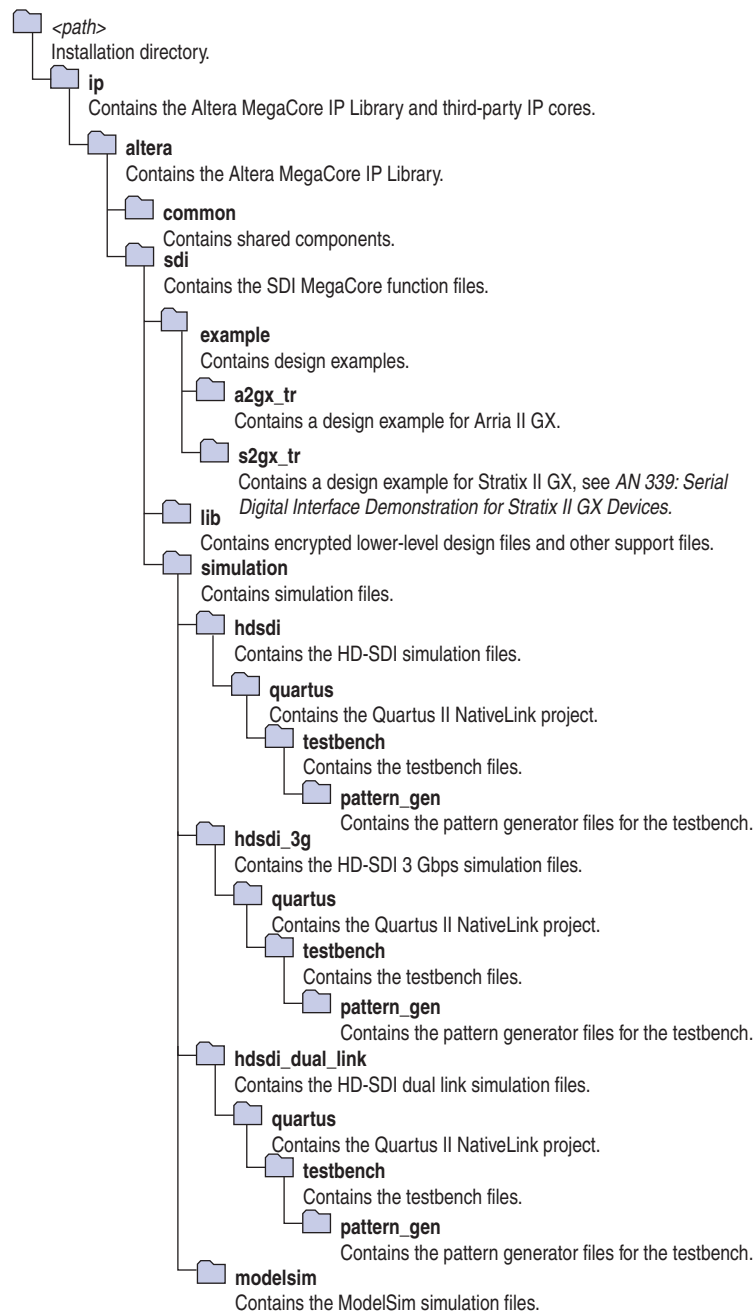 <path>
Installation directory.
ip
Contains the Altera MegaCore IP Library and third-party IP cores.
altera
Contains the Altera MegaCore IP Library.
common
Contains shared components.
sdi
Contains the SDI MegaCore function files.
example
Contains design examples.
a2gx_tr
Contains a design example for Arria II GX.
s2gx_tr
Contains a design example for Stratix II GX, see AN 339: Serial
Digital Interface Demonstration for Stratix II GX Devices.
lib
Contains encrypted lower-level design files and other support files.
simulation
Contains simulation files.
hdsdi
Contains the HD-SDI simulation files.
quartus
Contains the Quartus II NativeLink project.
testbench
Contains the testbench files.
pattern_gen
Contains the pattern generator files for the testbench.
hdsdi_3g
Contains the HD-SDI 3 Gbps simulation files.
quartus
Contains the Quartus II NativeLink project.
testbench
Contains the testbench files.
pattern_gen
Contains the pattern generator files for the testbench.
hdsdi_dual_link
Contains the HD-SDI dual link simulation files.
quartus
Contains the Quartus II NativeLink project.
testbench
Contains the testbench files.
pattern_gen
Contains the pattern generator files for the testbench.
modelsim
Contains the ModelSim simulation files.